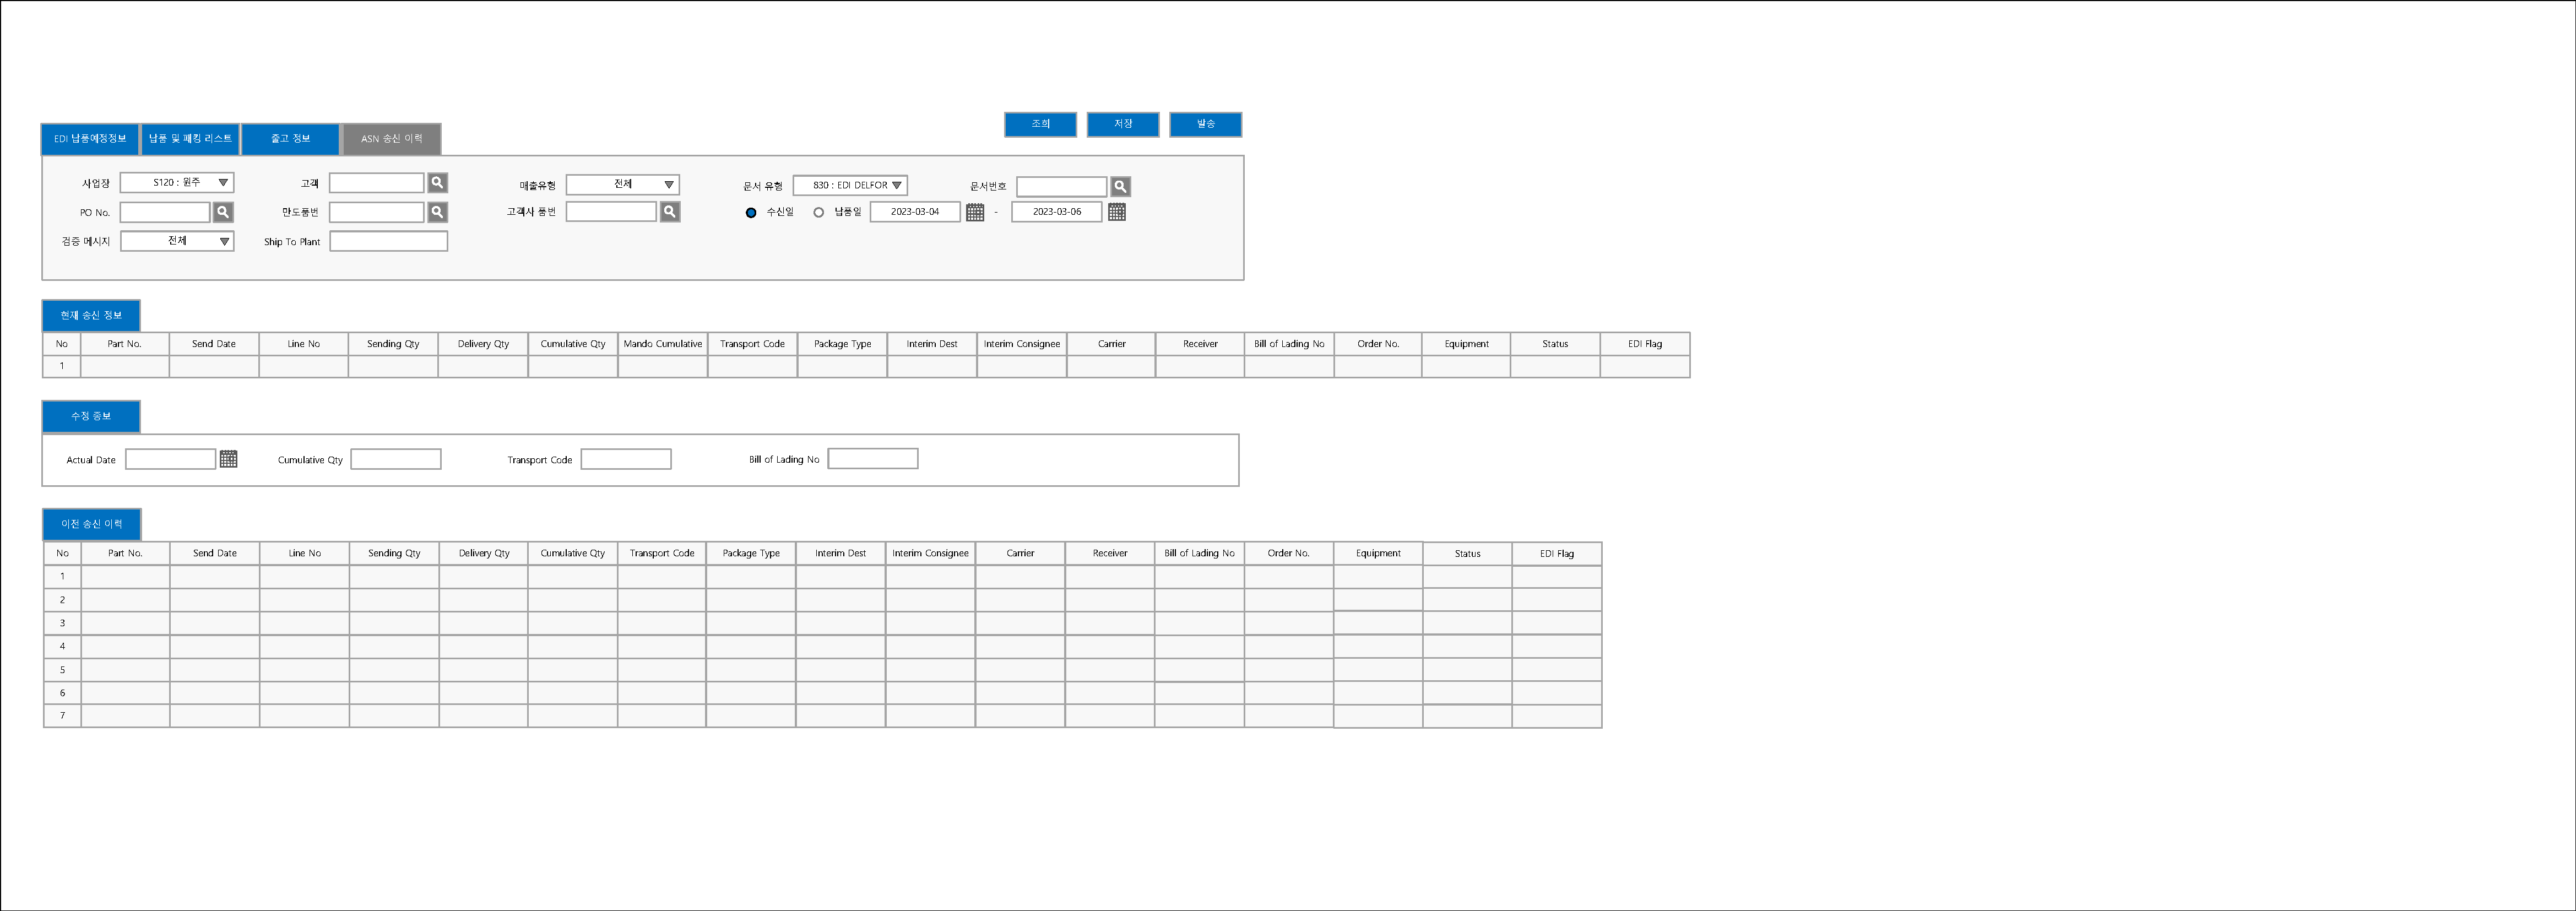 조회 저장 발송
EDI 납품예정정보 납품 및 패킹 리스트 출고 정보 ASN 송신 이력
사업장 S120 : 원주 고객 매출유형 전체 문서 유형 830 : EDI DELFOR 문서번호
PO No. 만도품번 고객사 품번 수신일 납품일 2023-03-04 - 2023-03-06
검증 메시지 전체 Ship To Plant
현재 송신 정보
No Part No. Send Date Line No Sending Qty Delivery Qty Cumulative Qty Mando Cumulative Transport Code Package Type Interim Dest Interim Consignee Carrier Receiver Bill of Lading No Order No. Equipment Status EDI Flag
1
수정 중보
Actual Date Cumulative Qty Transport Code Bill of Lading No
이전 송신 이력
No Part No. Send Date Line No Sending Qty Delivery Qty Cumulative Qty Transport Code Package Type Interim Dest Interim Consignee Carrier Receiver Bill of Lading No Order No. Equipment Status EDI Flag
1
2
3
4
5
6
7